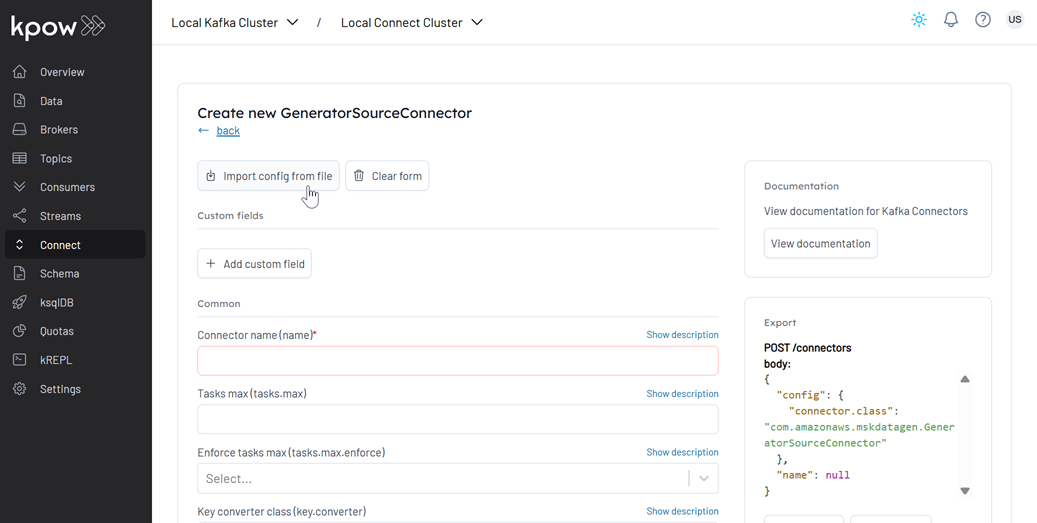 kpow
Local Kafka Cluster / Local Connect Cluster
US
Overview
Data
Brokers
Topics
Consumers
Streams
Connect
Schema
ksqlDB
Quotas
kREPL
Settings
Create new GeneratorSourceConnector
← back
Import config from file
Clear form
Custom fields
+ Add custom field
Common
Connector name (name)*
Show description
Tasks max (tasks.max)
Show description
Enforce tasks max (tasks.max.enforce)
Show description
Select...
Key converter class (key.converter)
Show description
Documentation
View documentation for Kafka Connectors
View documentation
Export
POST /connectors
body:
{
"config": {
"connector.class":
"com.amazonaws.mskdatagen.Gener
atorSourceConnector"
},
"name": null
}